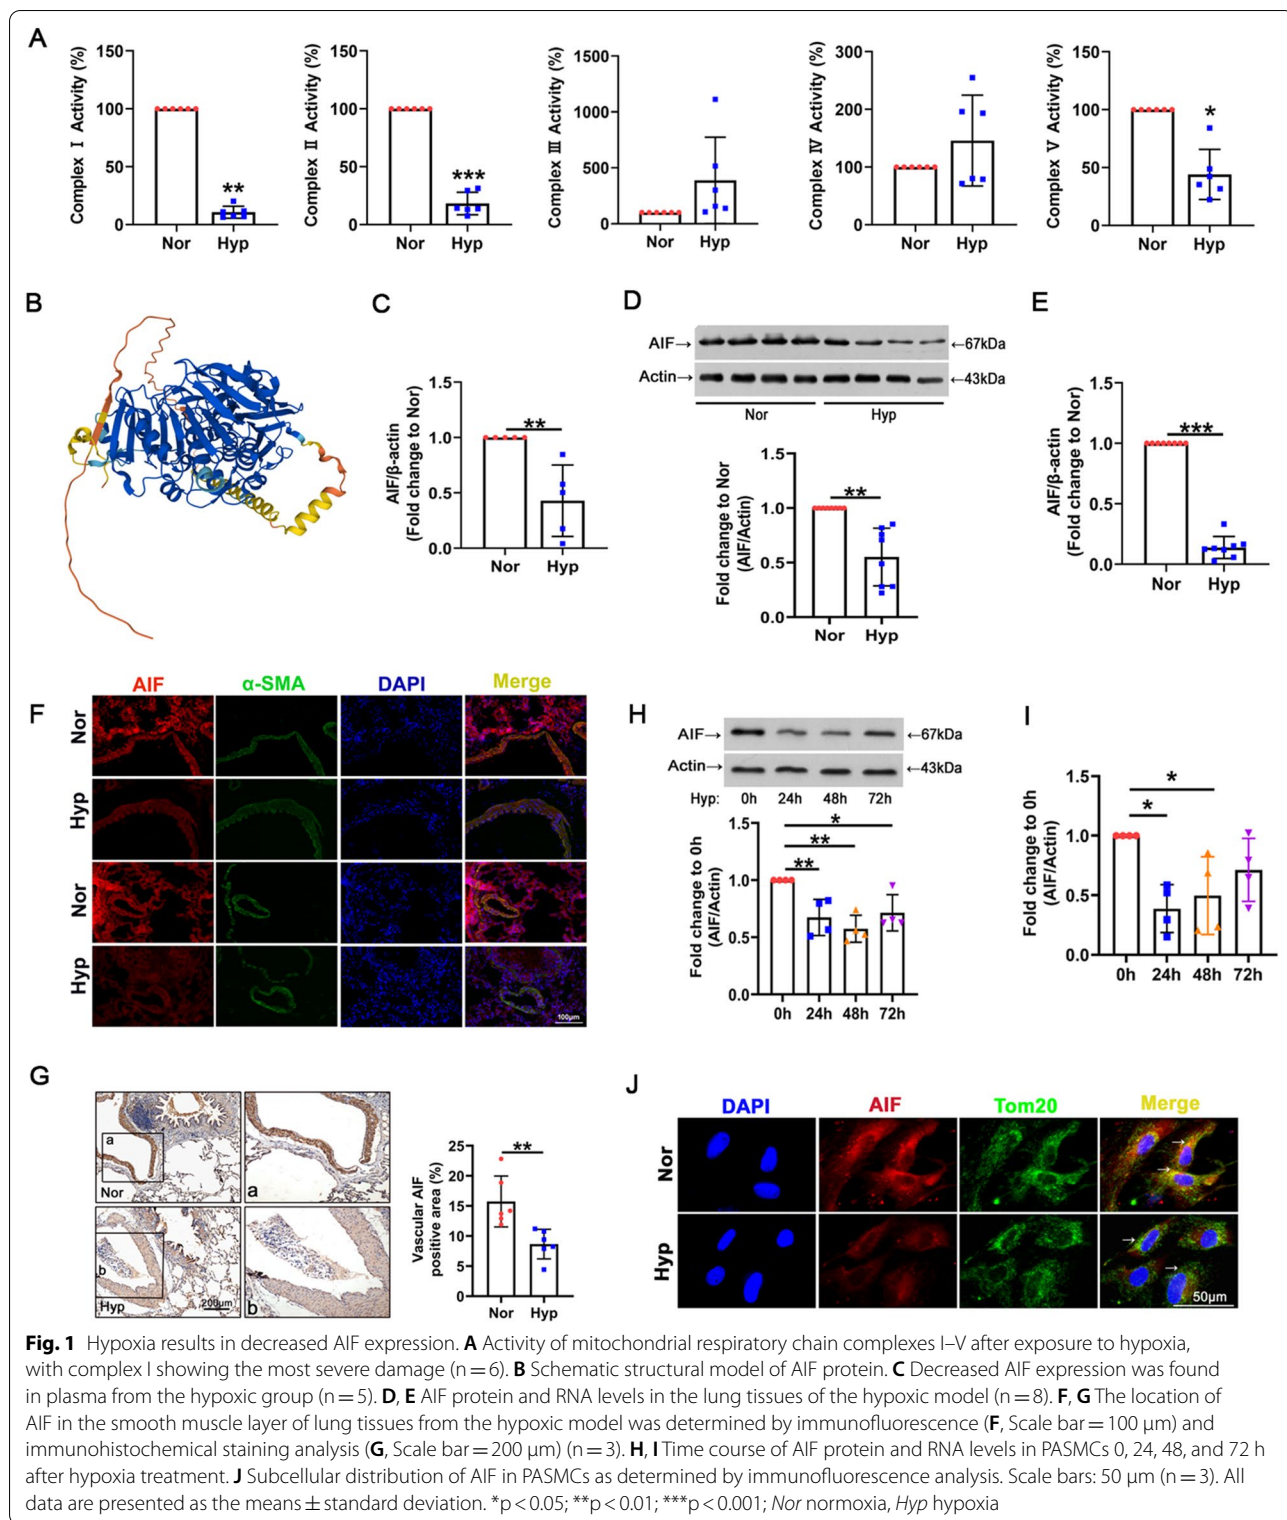 A
Complex I Activity (%)
150
100
50
0
**
Nor
Hyp
Complex II Activity (%)
150
100
50
0
***
Nor
Hyp
Complex III Activity (%)
1500
1000
500
0
Nor
Hyp
Complex IV Activity (%)
300
200
100
0
Nor
Hyp
Complex V Activity (%)
150
100
50
0
*
Nor
Hyp
B
C
AIF/β-actin
(Fold change to Nor)
1.5
1.0
0.5
0.0
**
Nor
Hyp
D
AIF→
←67kDa
Actin→
←43kDa
Nor
Hyp
Fold change to Nor
(AIF/Actin)
1.5
1.0
0.5
0.0
**
Nor
Hyp
E
AIF/β-actin
(Fold change to Nor)
1.5
1.0
0.5
0.0
***
Nor
Hyp
F
AIF
α-SMA
DAPI
Merge
Nor
Hyp
Nor
Hyp
100μm
H
AIF→
←67kDa
Actin→
←43kDa
Hyp: 0h 24h 48h 72h
Fold change to 0h
(AIF/Actin)
1.5
1.0
0.5
0.0
*
**
**
0h 24h 48h 72h
I
Fold change to 0h
(AIF/Actin)
1.5
1.0
0.5
0.0
*
*
0h 24h 48h 72h
G
a
Nor
a
b
Hyp
200μm
b
Vascular AIF
positive area (%)
25
20
15
10
5
0
**
Nor
Hyp
J
DAPI
AIF
Tom20
Merge
Nor
Hyp
50μm
Fig. 1 Hypoxia results in decreased AIF expression. A Activity of mitochondrial respiratory chain complexes I–V after exposure to hypoxia,
with complex I showing the most severe damage (n = 6). B Schematic structural model of AIF protein. C Decreased AIF expression was found
in plasma from the hypoxic group (n = 5). D, E AIF protein and RNA levels in the lung tissues of the hypoxic model (n = 8). F, G The location of
AIF in the smooth muscle layer of lung tissues from the hypoxic model was determined by immunofluorescence (F, Scale bar = 100 μm) and
immunohistochemical staining analysis (G, Scale bar = 200 μm) (n = 3). H, I Time course of AIF protein and RNA levels in PASMCs 0, 24, 48, and 72 h
after hypoxia treatment. J Subcellular distribution of AIF in PASMCs as determined by immunofluorescence analysis. Scale bars: 50 μm (n = 3). All
data are presented as the means ± standard deviation. *p < 0.05; **p < 0.01; ***p < 0.001; Nor normoxia, Hyp hypoxia